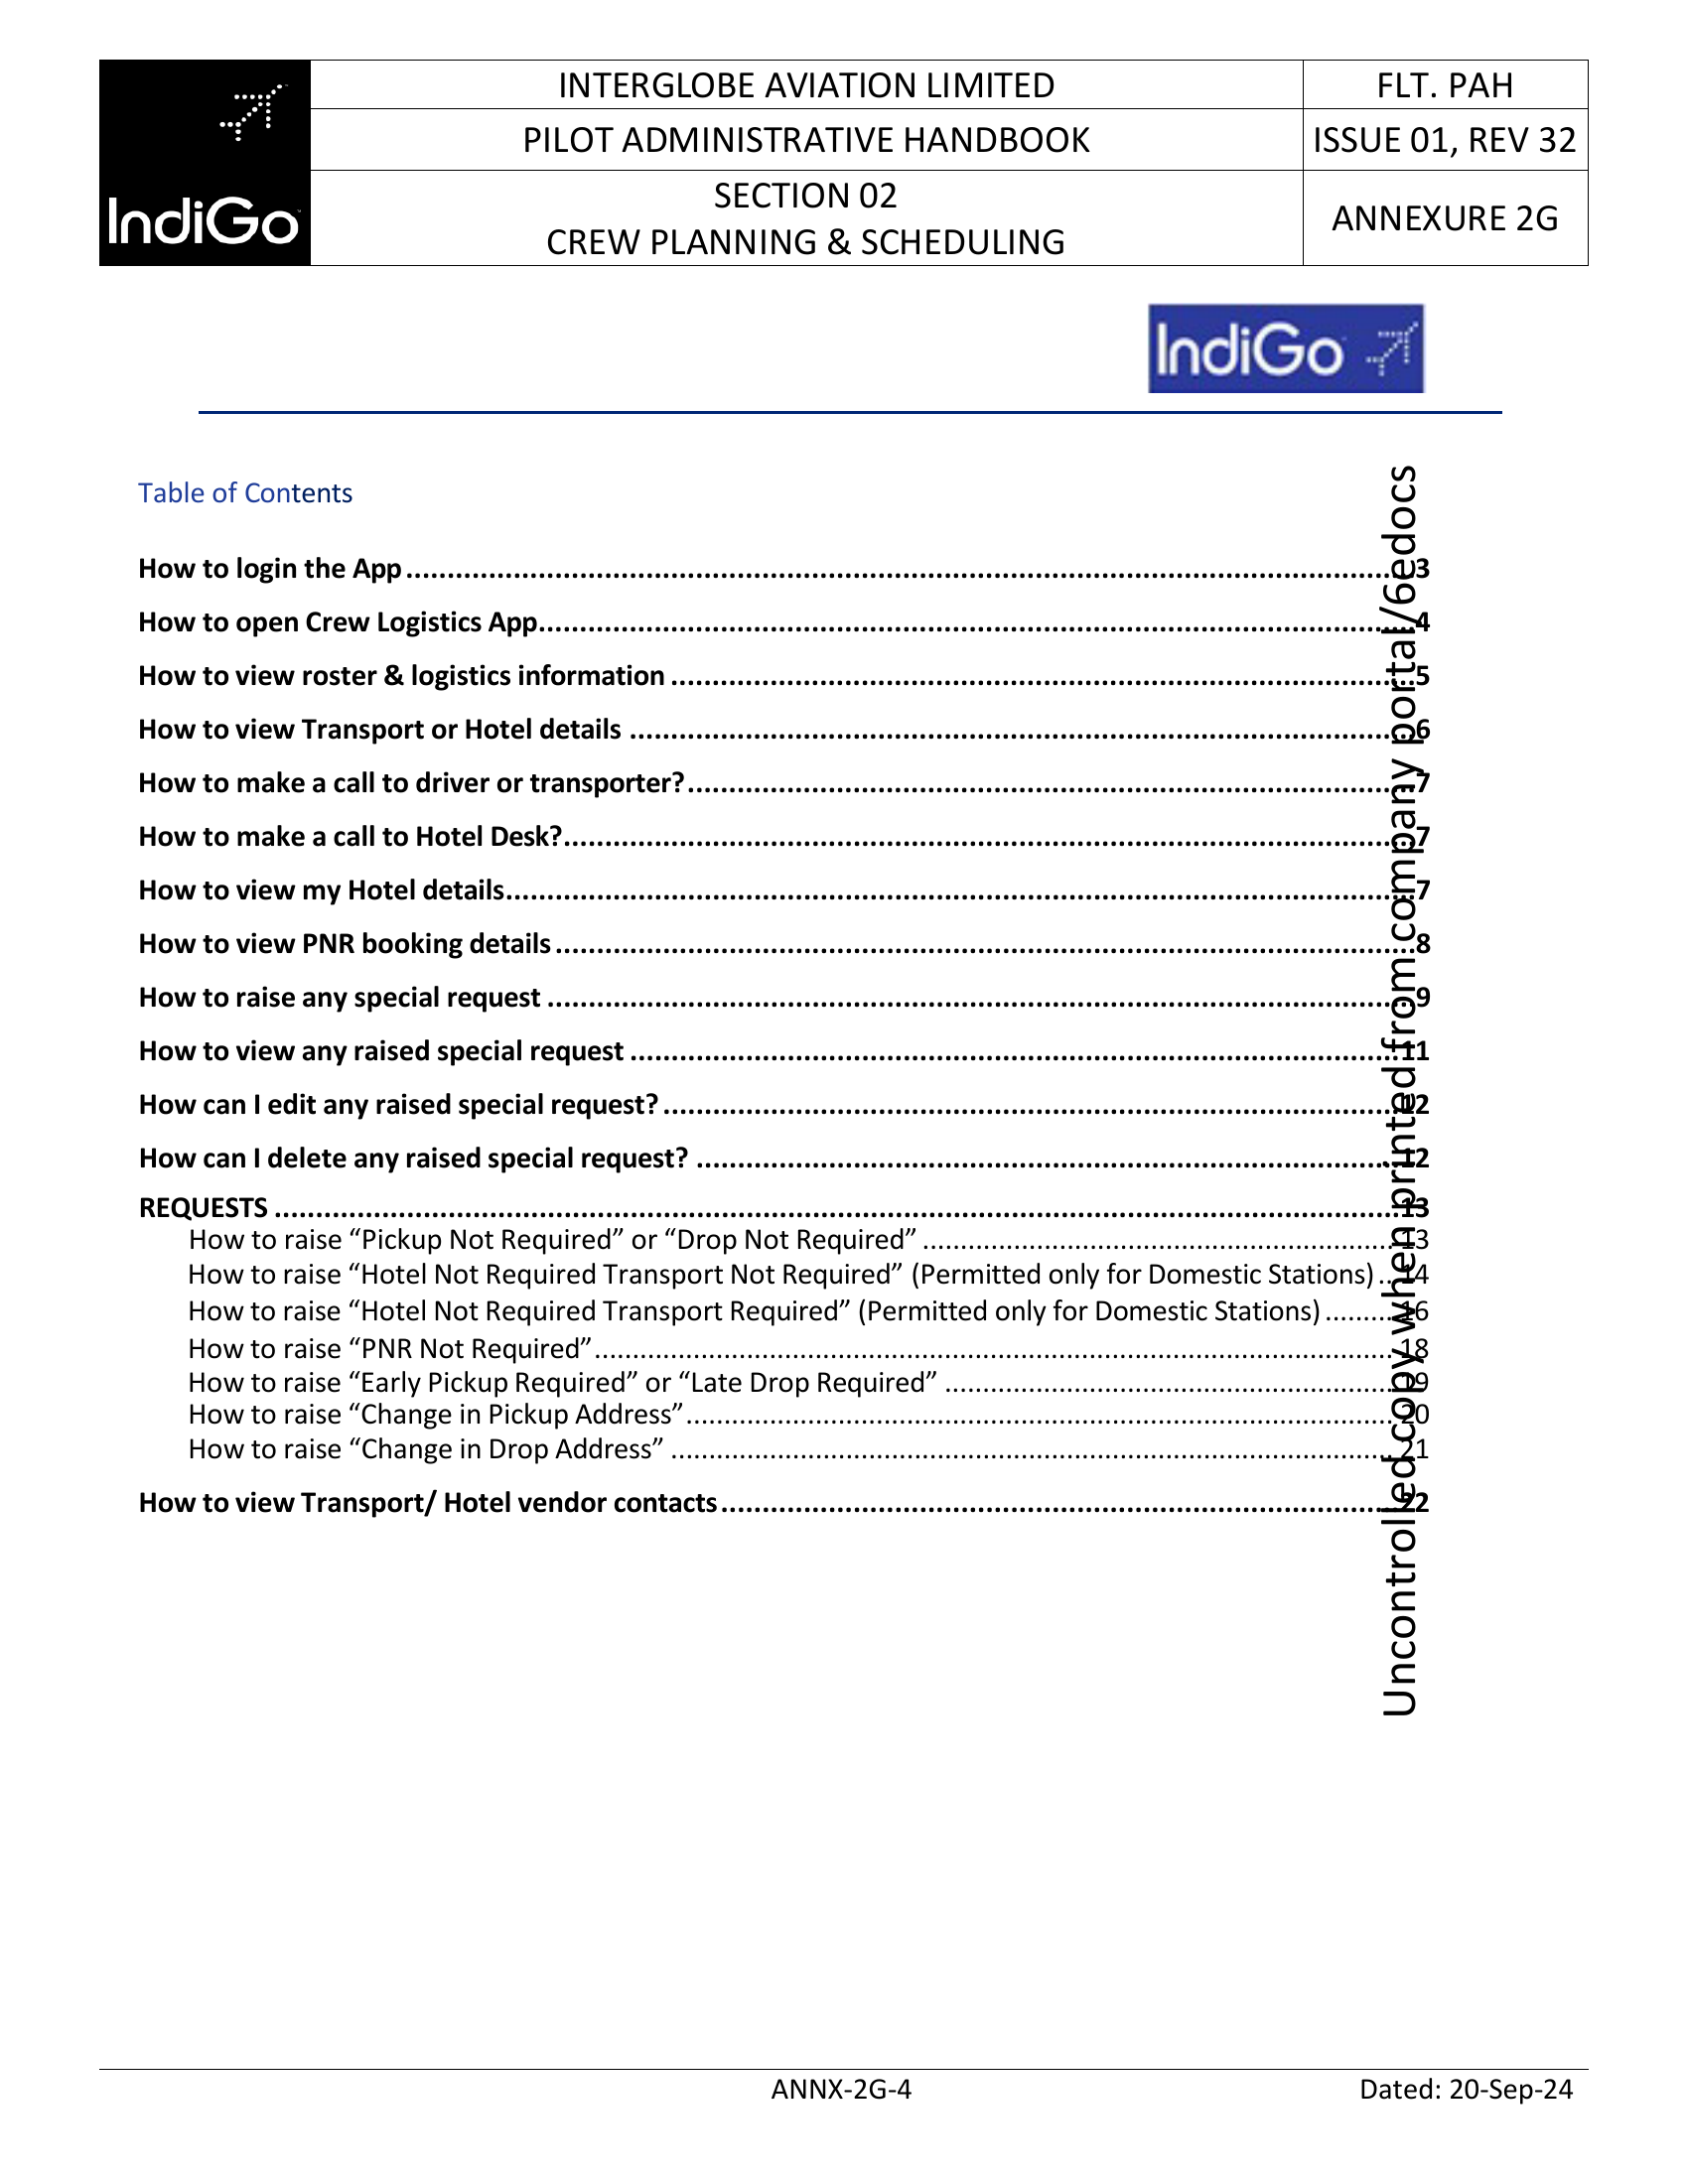 IndiGo
INTERGLOBE AVIATION LIMITED
FLT. PAH
PILOT ADMINISTRATIVE HANDBOOK
ISSUE 01, REV 32
SECTION 02
CREW PLANNING & SCHEDULING
ANNEXURE 2G
IndiGo
Table of Contents
How to login the App 3
How to open Crew Logistics App 4
How to view roster & logistics information 5
How to view Transport or Hotel details 6
How to make a call to driver or transporter? 7
How to make a call to Hotel Desk? 7
How to view my Hotel details 7
How to view PNR booking details 8
How to raise any special request 9
How to view any raised special request 11
How can I edit any raised special request? 12
How can I delete any raised special request? 12
REQUESTS 13
How to raise “Pickup Not Required” or “Drop Not Required” 13
How to raise “Hotel Not Required Transport Not Required” (Permitted only for Domestic Stations) 14
How to raise “Hotel Not Required Transport Required” (Permitted only for Domestic Stations) 16
How to raise “PNR Not Required” 18
How to raise “Early Pickup Required” or “Late Drop Required” 19
How to raise “Change in Pickup Address” 20
How to raise “Change in Drop Address” 21
How to view Transport/ Hotel vendor contacts 22
Uncontrolled copy when printed from company portal/6edocs
ANNX-2G-4
Dated: 20-Sep-24